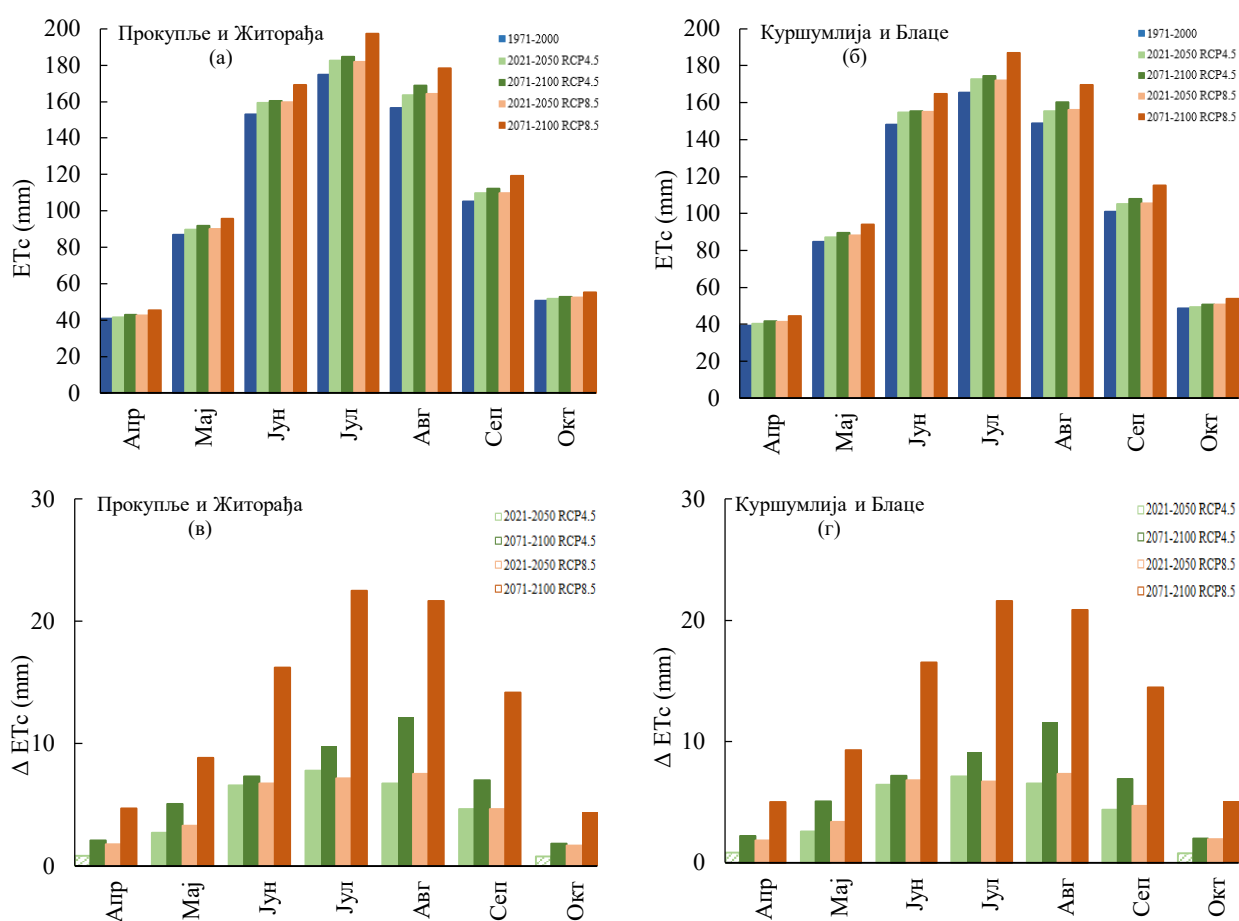 Прокупље и Житорађа
(а)
ETc (mm)
200
180
160
140
120
100
80
60
40
20
0
1971-2000
2021-2050 RCP4.5
2071-2100 RCP4.5
2021-2050 RCP8.5
2071-2100 RCP8.5
Апр
Мај
Јун
Јул
Авг
Сеп
Окт
Куршумлија и Блаце
(б)
ETc (mm)
200
180
160
140
120
100
80
60
40
20
0
1971-2000
2021-2050 RCP4.5
2071-2100 RCP4.5
2021-2050 RCP8.5
2071-2100 RCP8.5
Апр
Мај
Јун
Јул
Авг
Сеп
Окт
Прокупље и Житорађа
(в)
Δ ETc (mm)
30
20
10
0
2021-2050 RCP4.5
2071-2100 RCP4.5
2021-2050 RCP8.5
2071-2100 RCP8.5
Апр
Мај
Јун
Јул
Авг
Сеп
Окт
Куршумлија и Блаце
(г)
Δ ETc (mm)
30
20
10
0
2021-2050 RCP4.5
2071-2100 RCP4.5
2021-2050 RCP8.5
2071-2100 RCP8.5
Апр
Мај
Јун
Јул
Авг
Сеп
Окт